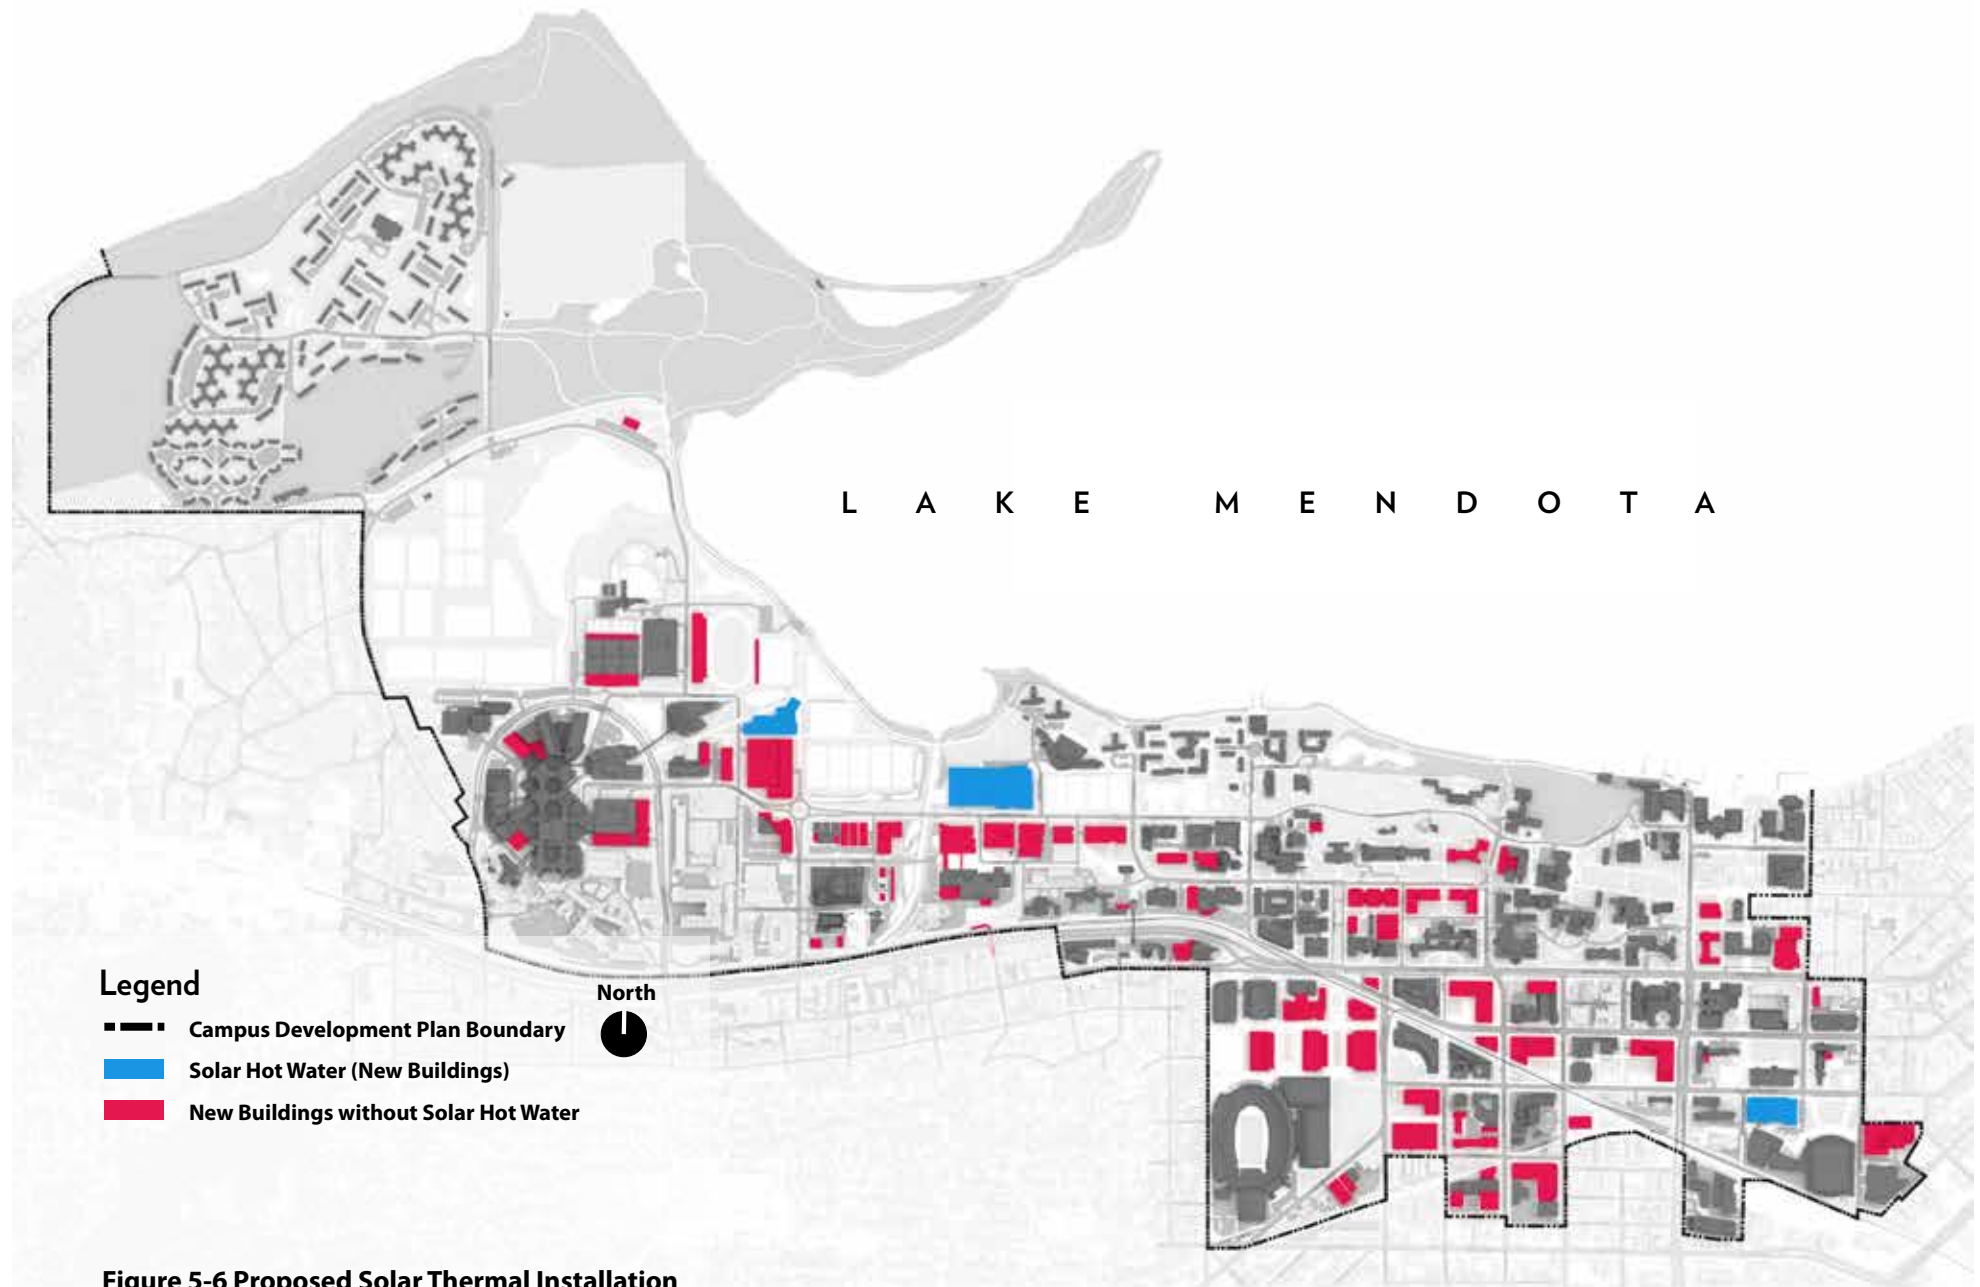 LAKE MENDOTA
Legend
North
Campus Development Plan Boundary
Solar Hot Water (New Buildings)
New Buildings without Solar Hot Water
Figure 5-6 Proposed Solar Thermal Installation